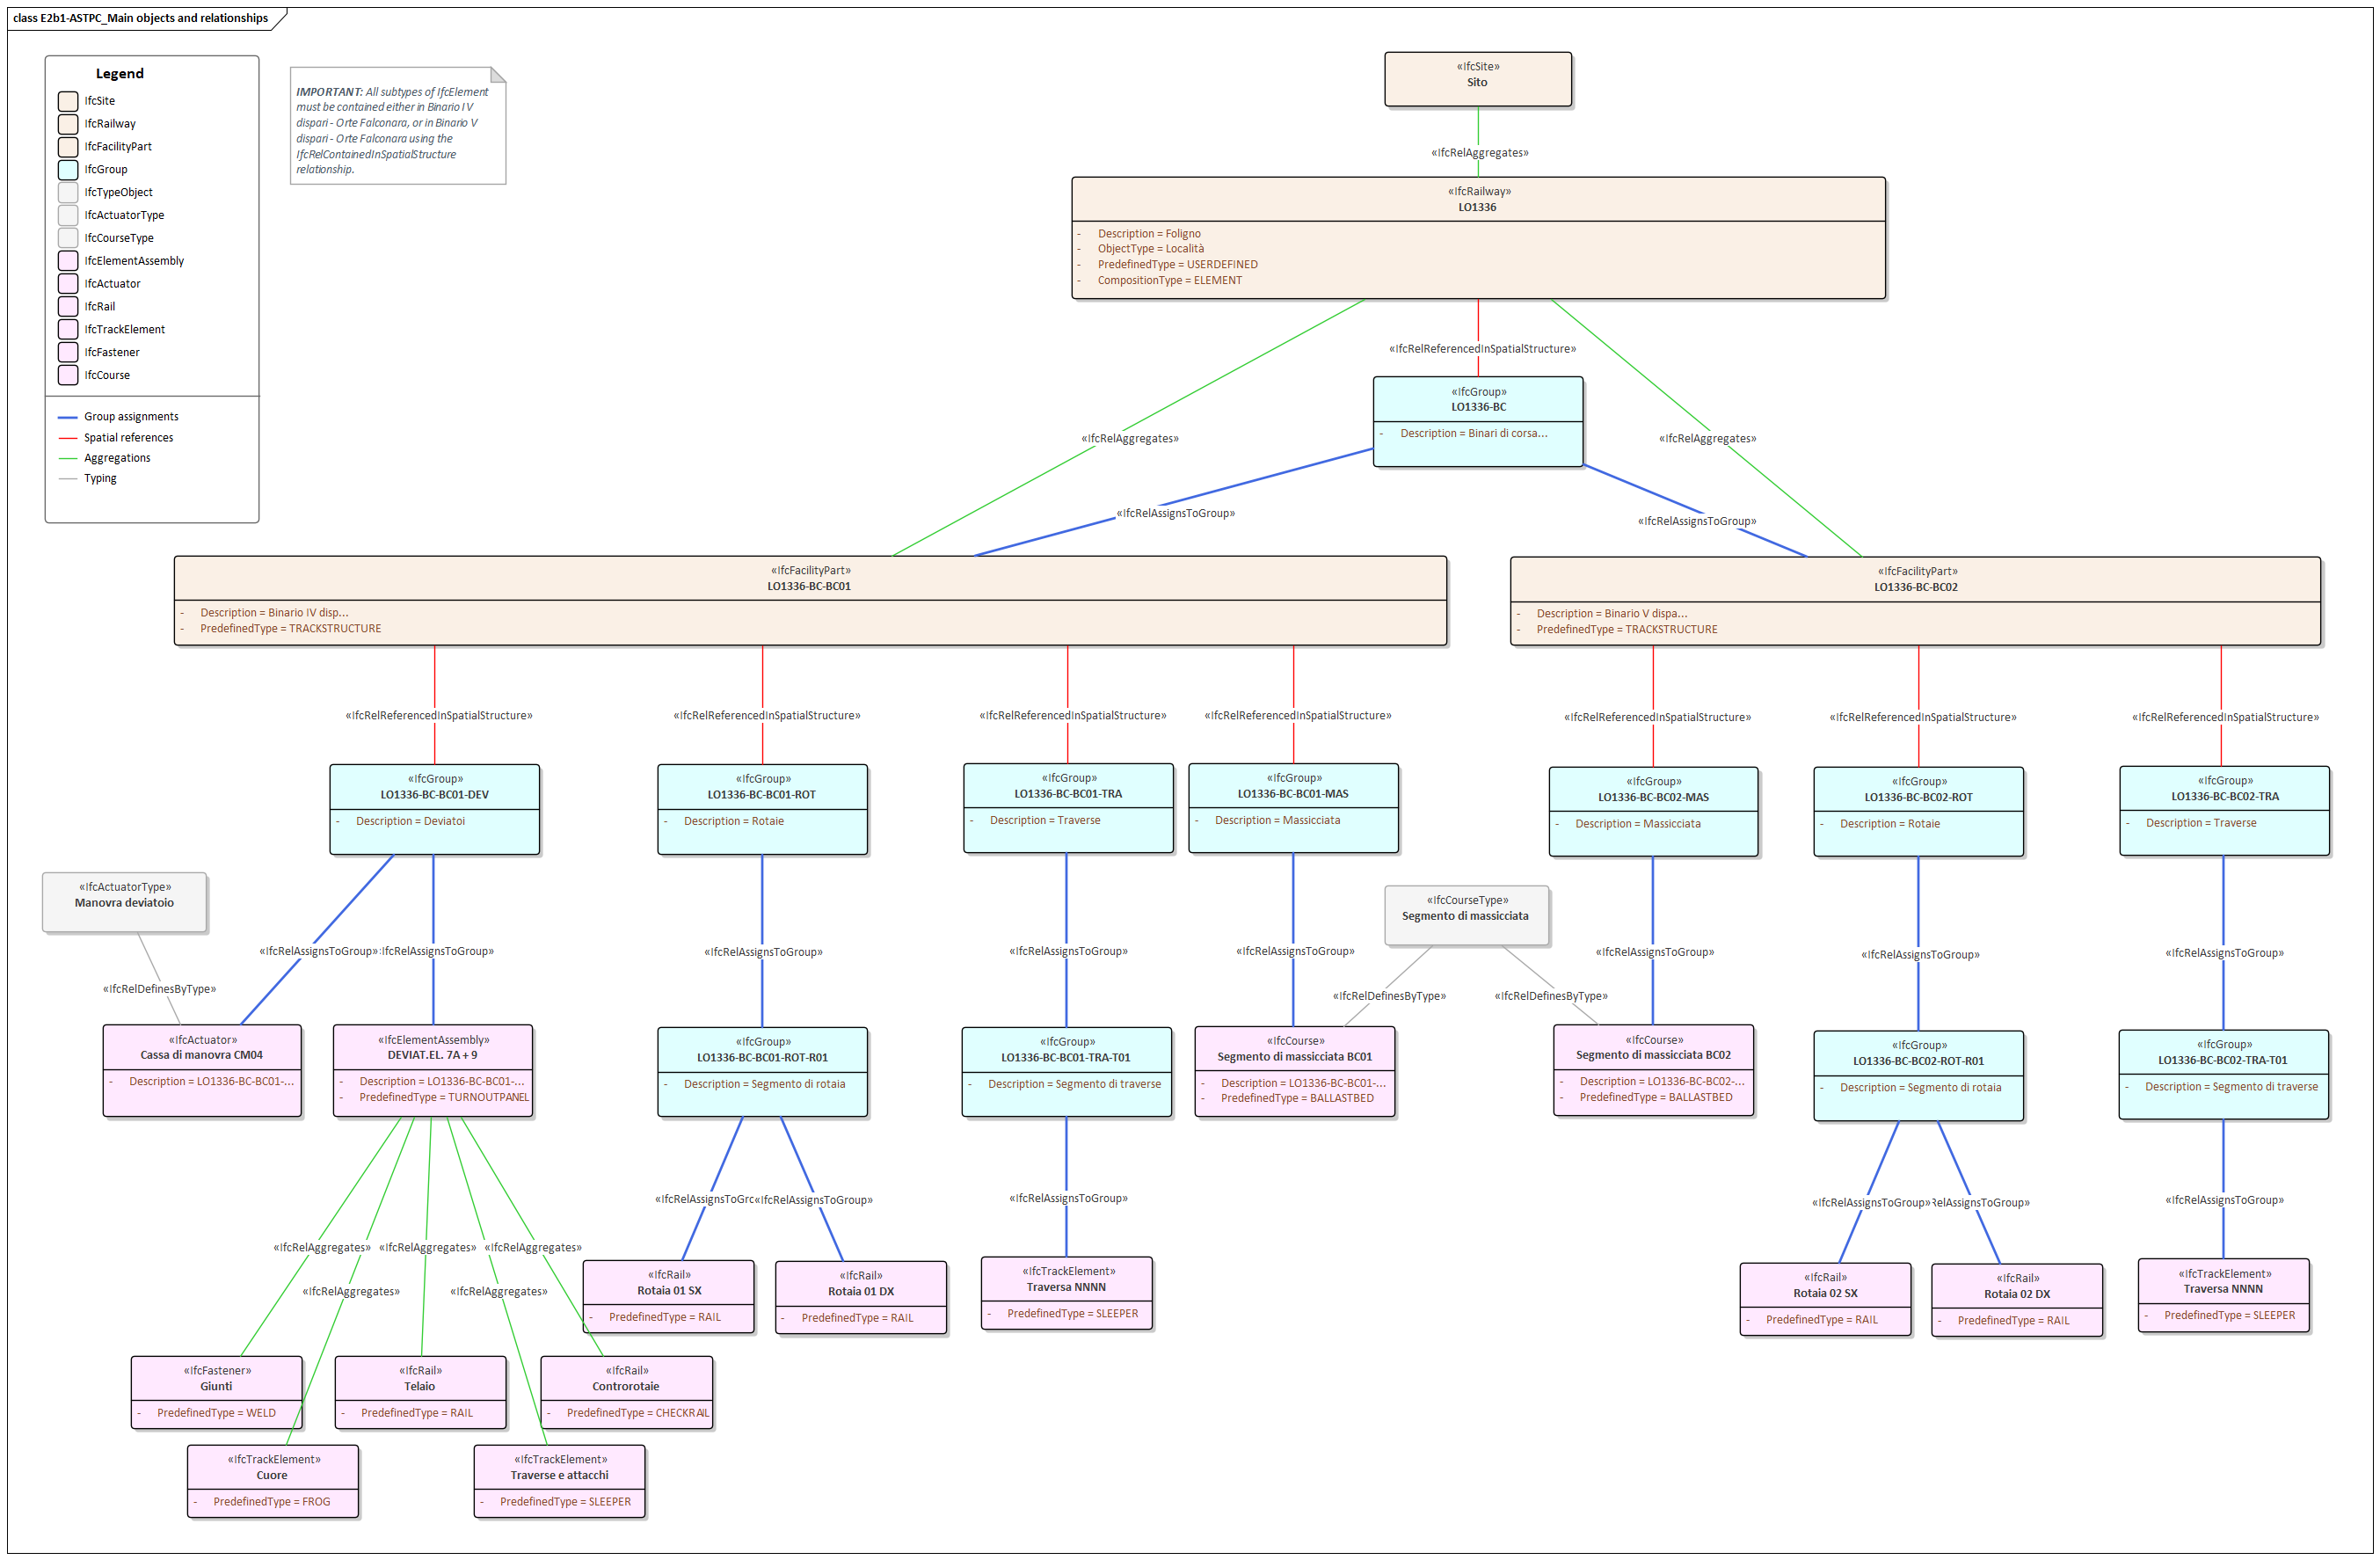 class E2b1-ASTPC_Main objects and relationships
Legend
IfcSite
IfcRailway
IfcFacilityPart
IfcGroup
IfcTypeObject
IfcActuatorType
IfcCourseType
IfcElementAssembly
IfcActuator
IfcRail
IfcTrackElement
IfcFastener
IfcCourse
Group assignments
Spatial references
Aggregations
Typing
IMPORTANT: All subtypes of IfcElement
must be contained either in Binario IV
dispari - Orte Falconara, or in Binario V
dispari - Orte Falconara using the
IfcRelContainedInSpatialStructure
relationship.
«IfcSite»
Sito
«IfcRelAggregates»
«IfcRailway»
LO1336
- Description = Foligno
- ObjectType = Località
- PredefinedType = USERDEFINED
- CompositionType = ELEMENT
«IfcRelReferencedInSpatialStructure»
«IfcGroup»
LO1336-BC
- Description = Binari di corsa...
«IfcRelAggregates»
«IfcRelAggregates»
«IfcRelAssignsToGroup»
«IfcRelAssignsToGroup»
«IfcFacilityPart»
LO1336-BC-BC01
- Description = Binario IV disp...
- PredefinedType = TRACKSTRUCTURE
«IfcFacilityPart»
LO1336-BC-BC02
- Description = Binario V dispa...
- PredefinedType = TRACKSTRUCTURE
«IfcRelReferencedInSpatialStructure»
«IfcRelReferencedInSpatialStructure»
«IfcRelReferencedInSpatialStructure»
«IfcRelReferencedInSpatialStructure»
«IfcRelReferencedInSpatialStructure»
«IfcRelReferencedInSpatialStructure»
«IfcRelReferencedInSpatialStructure»
«IfcGroup»
LO1336-BC-BC01-DEV
- Description = Deviatoi
«IfcGroup»
LO1336-BC-BC01-ROT
- Description = Rotaie
«IfcGroup»
LO1336-BC-BC01-TRA
- Description = Traverse
«IfcGroup»
LO1336-BC-BC01-MAS
- Description = Massicciata
«IfcGroup»
LO1336-BC-BC02-MAS
- Description = Massicciata
«IfcGroup»
LO1336-BC-BC02-ROT
- Description = Rotaie
«IfcGroup»
LO1336-BC-BC02-TRA
- Description = Traverse
«IfcActuatorType»
Manovra deviatoio
«IfcCourseType»
Segmento di massicciata
«IfcRelAssignsToGroup»
:IfcRelAssignsToGroup»
«IfcRelAssignsToGroup»
«IfcRelAssignsToGroup»
«IfcRelAssignsToGroup»
«IfcRelAssignsToGroup»
«IfcRelAssignsToGroup»
«IfcRelAssignsToGroup»
«IfcRelDefinesByType»
«IfcRelDefinesByType»
«IfcRelDefinesByType»
«IfcActuator»
Cassa di manovra CM04
- Description = LO1336-BC-BC01-...
«IfcElementAssembly»
DEVIAT.EL. 7A + 9
- Description = LO1336-BC-BC01-...
- PredefinedType = TURNOUTPANEL
«IfcGroup»
LO1336-BC-BC01-ROT-R01
- Description = Segmento di rotaia
«IfcGroup»
LO1336-BC-BC01-TRA-T01
- Description = Segmento di traverse
«IfcCourse»
Segmento di massicciata BC01
- Description = LO1336-BC-BC01-...
- PredefinedType = BALLASTBED
«IfcCourse»
Segmento di massicciata BC02
- Description = LO1336-BC-BC02-...
- PredefinedType = BALLASTBED
«IfcGroup»
LO1336-BC-BC02-ROT-R01
- Description = Segmento di rotaia
«IfcGroup»
LO1336-BC-BC02-TRA-T01
- Description = Segmento di traverse
«IfcRelAssignsToGrc
«IfcRelAssignsToGroup»
«IfcRelAssignsToGroup»
«IfcRelAssignsToGroup»
RelAssignsToGroup»
«IfcRelAssignsToGroup»
«IfcRelAggregates»
«IfcRelAggregates»
«IfcRelAggregates»
«IfcRelAggregates»
«IfcRelAggregates»
«IfcRail»
Rotaia 01 SX
- PredefinedType = RAIL
«IfcRail»
Rotaia 01 DX
- PredefinedType = RAIL
«IfcTrackElement»
Traversa NNNN
- PredefinedType = SLEEPER
«IfcRail»
Rotaia 02 SX
- PredefinedType = RAIL
«IfcRail»
Rotaia 02 DX
- PredefinedType = RAIL
«IfcTrackElement»
Traversa NNNN
- PredefinedType = SLEEPER
«IfcFastener»
Giunti
- PredefinedType = WELD
«IfcRail»
Telaio
- PredefinedType = RAIL
«IfcRail»
Controrotaie
- PredefinedType = CHECKRAIL
«IfcTrackElement»
Cuore
- PredefinedType = FROG
«IfcTrackElement»
Traverse e attacchi
- PredefinedType = SLEEPER